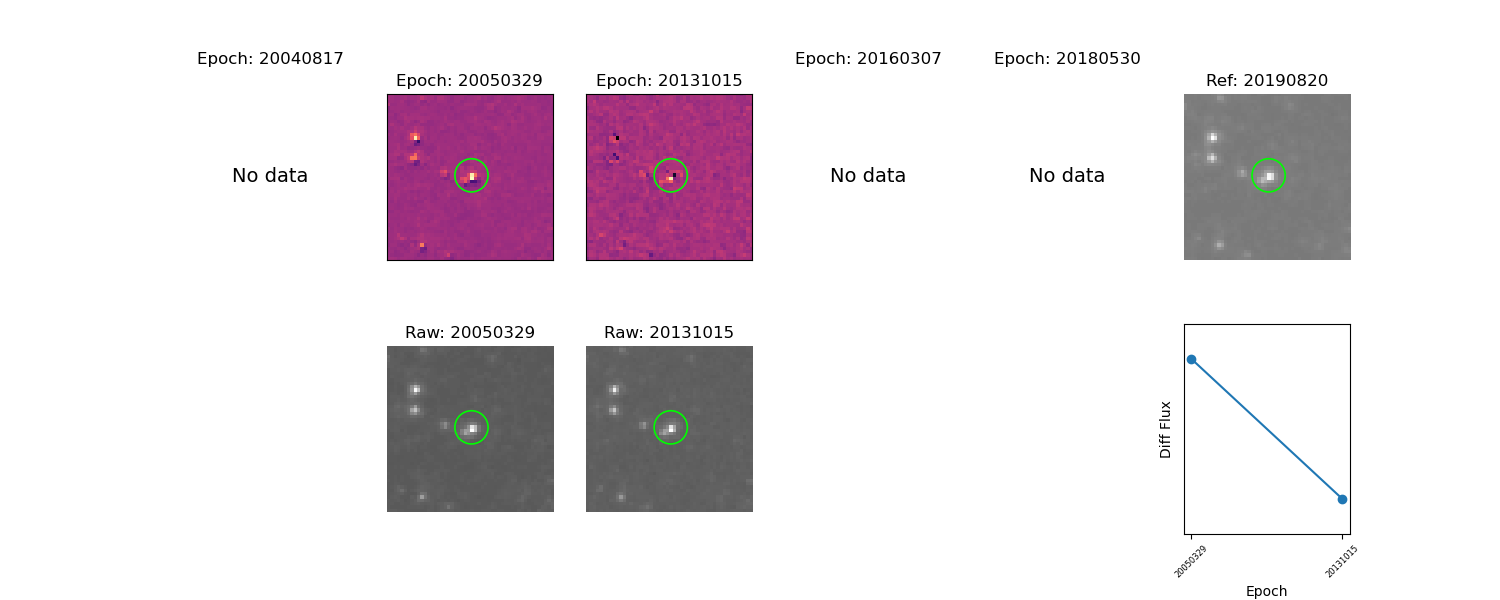 Epoch: 20040817
Epoch: 20160307
Epoch: 20180530
Epoch: 20050329
Epoch: 20131015
Ref: 20190820
No data
No data
No data
Raw: 20050329
Raw: 20131015
Diff Flux
20050329
20131015
Epoch